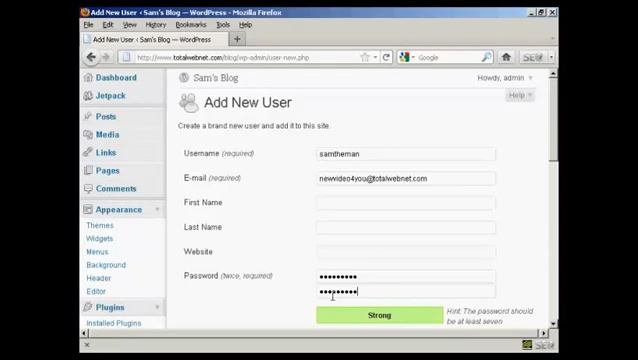 Add New User ‹ Sam's Blog — WordPress - Mozilla Firefox
File Edit View History Bookmarks Tools Help
Add New User ‹ Sam's Blog — WordPress
http://www.totalwebnet.com/blog/wp-admin/user-new.php
Google
Sam's Blog
Howdy, admin
Help
Dashboard
Jetpack
Posts
Media
Links
Pages
Comments
Appearance
Themes
Widgets
Menus
Background
Header
Editor
Plugins
Installed Plugins
Add New User
Create a brand new user and add it to this site.
Username (required)
samtheman
E-mail (required)
newvideo4you@totalwebnet.com
First Name
Last Name
Website
Password (twice, required)
Strong
Hint: The password should
be at least seven